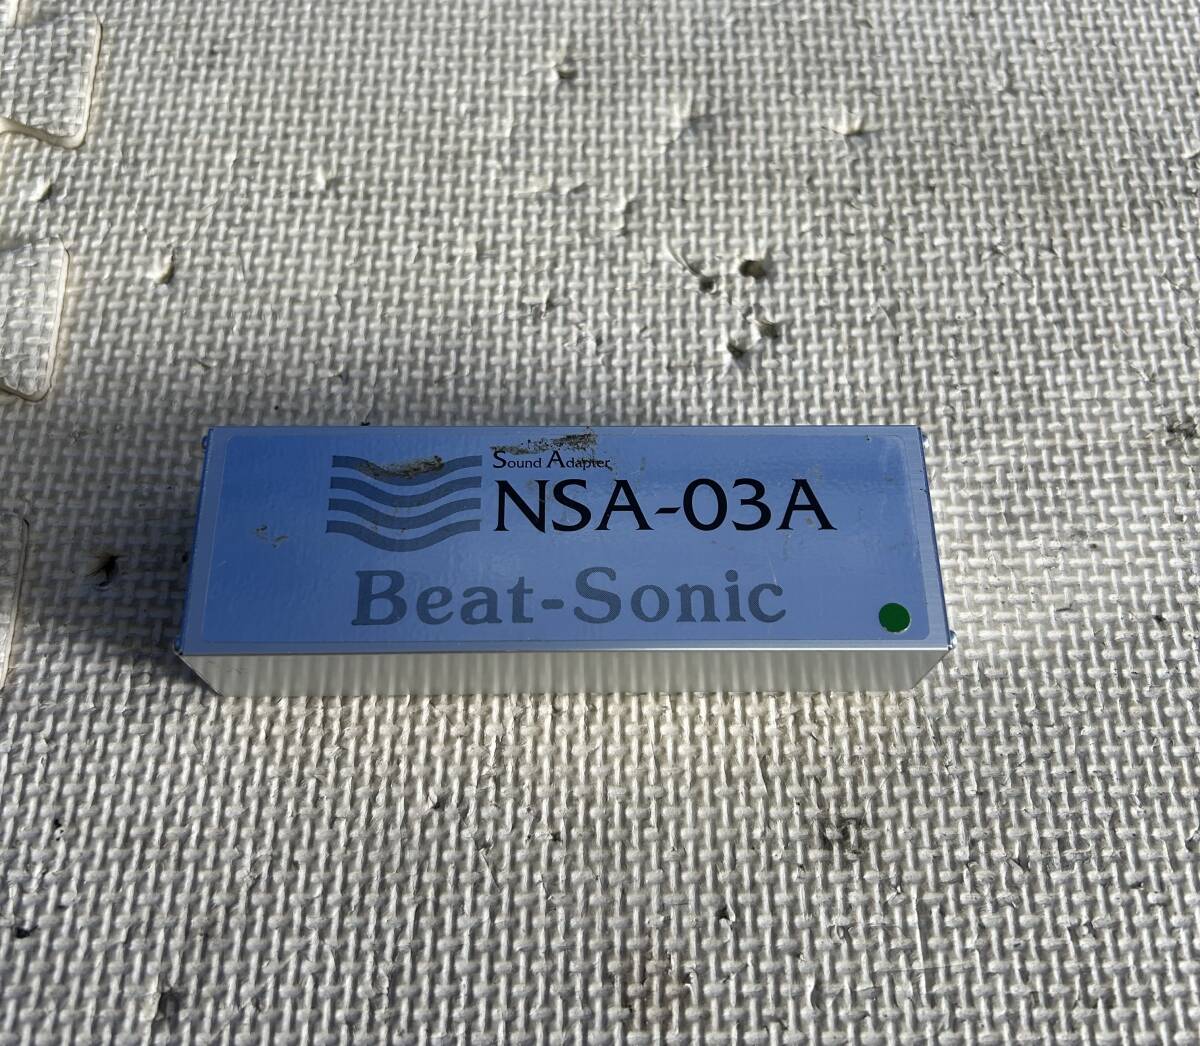 Sound Adapter
NSA-03A
Beat-Sonic